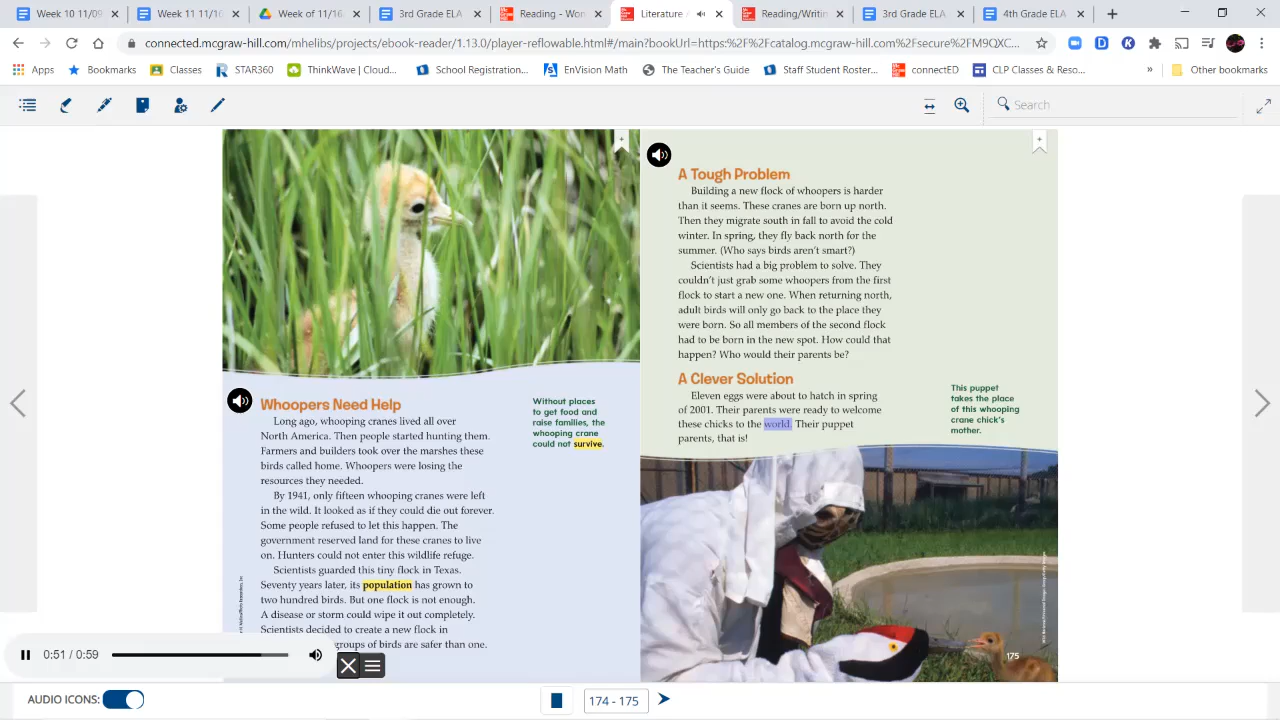 Week 10 11/09
Week 11 11/16
Week of 11/16-
3rd Grade ELA
Reading - Won
Literature A
Reading/Writin
3rd Grade ELA
4th Grade ELA
connected.mcgraw-hill.com/mhelibs/projects/ebook-reader/1.13.0/player-reflowable.html#/main?bookUrl=https:%2F%2Fcatalog.mcgraw-hill.com%2Fsecure%2FM9QXC...
Apps
Bookmarks
Classes
STAR360
ThinkWave | Cloud...
School Registration...
EnVision Math
The Teacher's Guide
Staff Student Roster...
connectED
CLP Classes & Reso...
»
Other bookmarks
Search
Whoopers Need Help
Long ago, whooping cranes lived all over
North America. Then people started hunting them.
Farmers and builders took over the marshes these
birds called home. Whoopers were losing the
resources they needed.
By 1941, only fifteen whooping cranes were left
in the wild. It looked as if they could die out forever.
Some people refused to let this happen. The
government reserved land for these cranes to live
on. Hunters could not enter this wildlife refuge.
Scientists guarded this tiny flock in Texas.
Seventy years later, its population has grown to
two hundred birds. But one flock is not enough.
A disease or storm could wipe it out completely.
Scientists decided to create a new flock in
groups of birds are safer than one.
Without places
to get food and
raise families, the
whooping crane
could not survive.
A Tough Problem
Building a new flock of whoopers is harder
than it seems. These cranes are born up north.
Then they migrate south in fall to avoid the cold
winter. In spring, they fly back north for the
summer. (Who says birds aren't smart?)
Scientists had a big problem to solve. They
couldn't just grab some whoopers from the first
flock to start a new one. When returning north,
adult birds will only go back to the place they
were born. So all members of the second flock
had to be born in the new spot. How could that
happen? Who would their parents be?
A Clever Solution
Eleven eggs were about to hatch in spring
of 2001. Their parents were ready to welcome
these chicks to the world. Their puppet
parents, that is!
This puppet
takes the place
of this whooping
crane chick's
mother.
175
0:51 / 0:59
AUDIO ICONS:
174 - 175